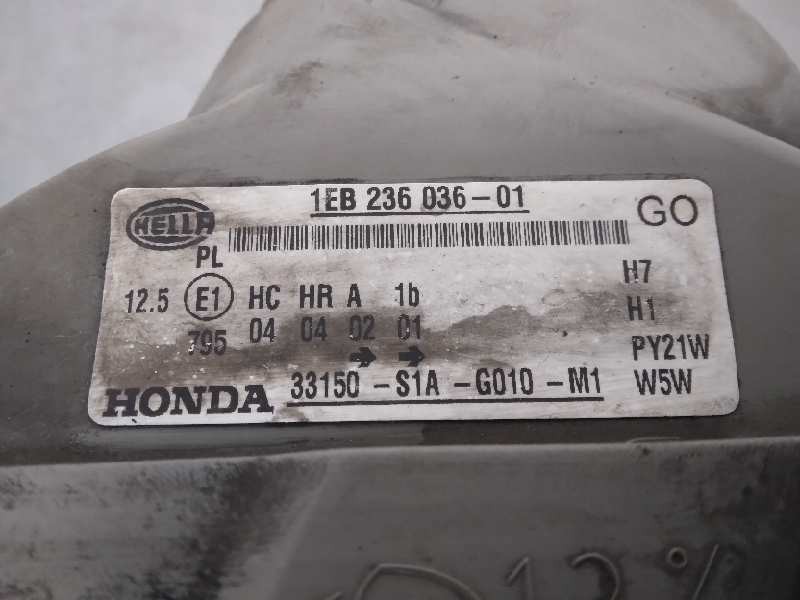 1EB 236 036-01
HELLA
GO
PL
12.5 E1 HC HR A 1b
795 04 04 02 01
H7
H1
PY21W
W5W
HONDA 33150-S1A-G010-M1
12%